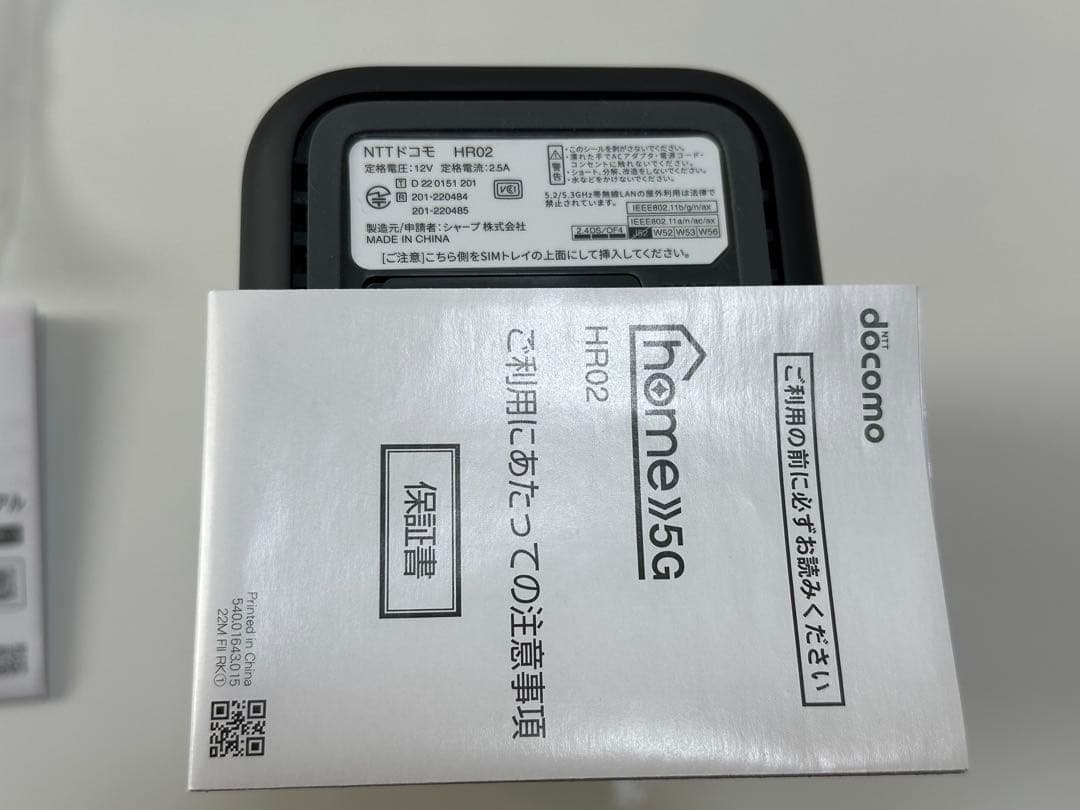 NTTドコモ HR02
定格電圧:12V 定格電流:2.5A
T D 22 0151 201
R 201-220484
201-220485
VCCI
製造元/申請者:シャープ 株式会社
MADE IN CHINA
警告
・このシールを剥がさないでください。
・濡れた手でACアダプタ・電源コード・
コンセントに触れないでください。
・ショート、分解、改造をしないでください。
・水などをかけないでください。
5.2/5.3GHz帯無線LANの屋外利用は法律で
禁止されています。
IEEE802.11b/g/n/ax
IEEE802.11a/n/ac/ax
2.4DS/OF4
J52 W52 W53 W56
[ご注意]こちら側をSIMトレイの上面にして挿入してください。
NTT
docomo
ご利用の前に必ずお読みください
home»5G
HR02
ご利用にあたっての注意事項
保証書
Printed in China
540.01643.015
22M FII RK①
アル